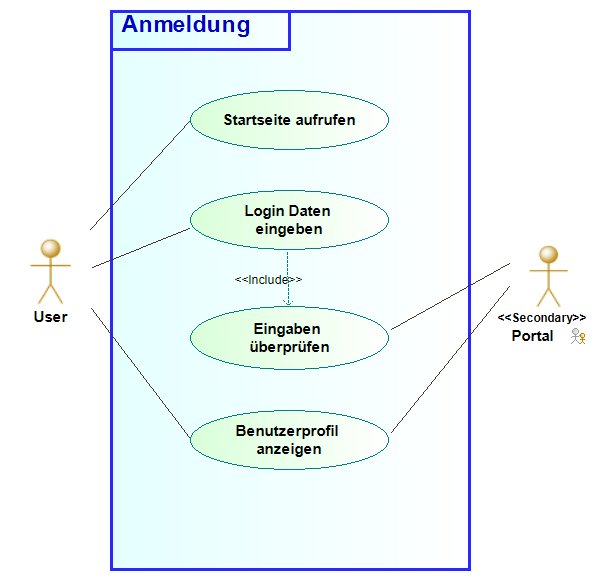 Anmeldung
Startseite aufrufen
Login Daten
eingeben
<<Include>>
Eingaben
überprüfen
Benutzerprofil
anzeigen
User
<<Secondary>>
Portal